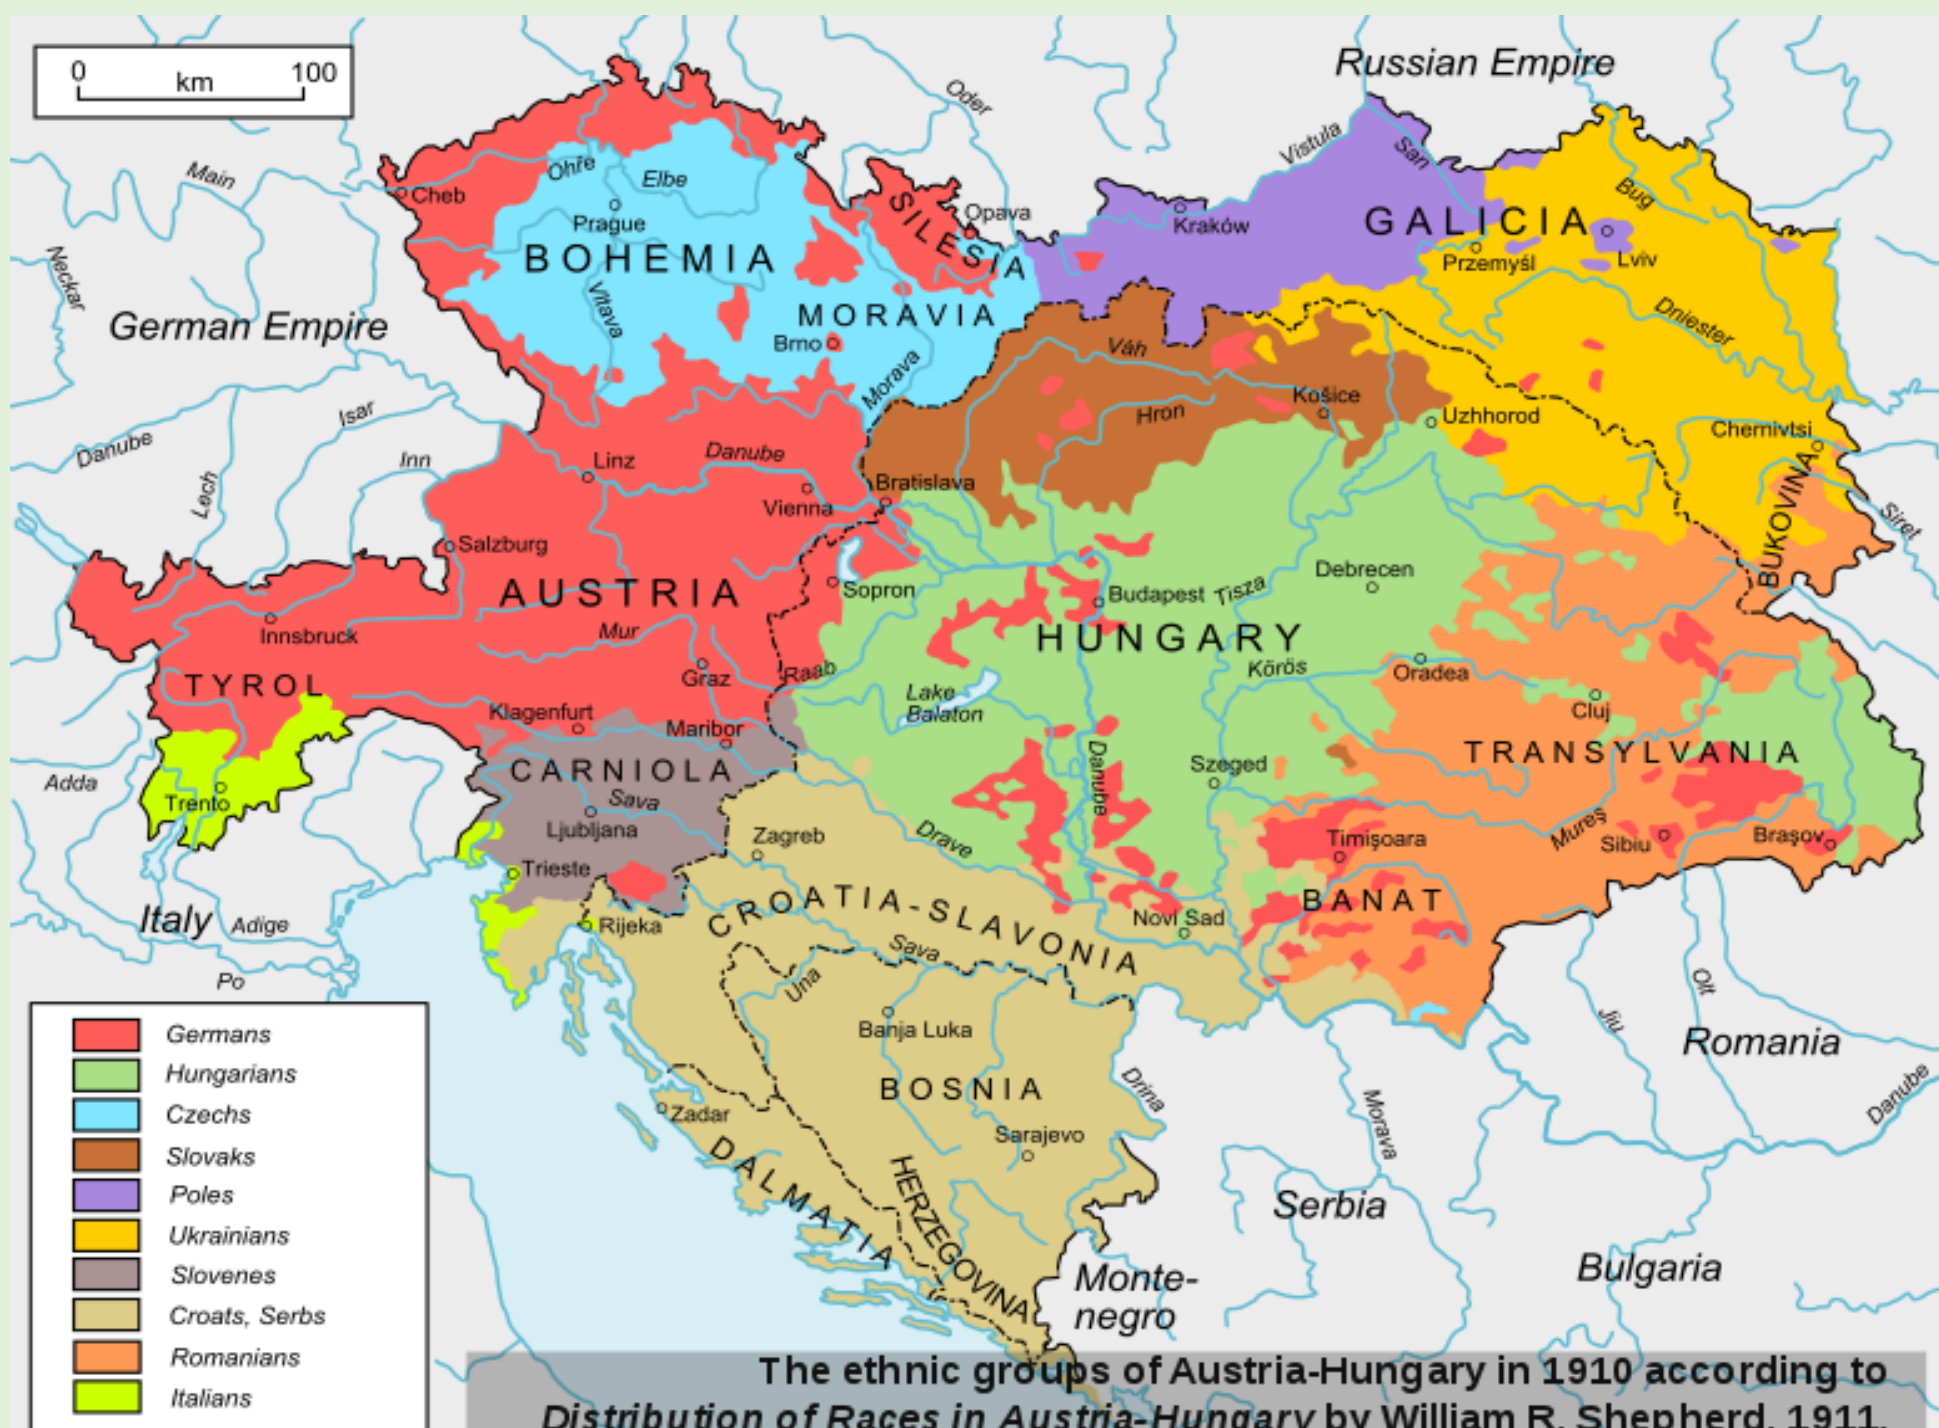 0 km 100
Russian Empire
Oder
Vistula
San
Main
Ohře
Elbe
Cheb
Bug
SILESIA
Opava
Prague
Kraków
GALICIA
Neckar
BOHEMIA
Przemyśl
Lviv
German Empire
Vltava
MORAVIA
Dniester
Brno
Váh
Morava
Isar
Hron
Košice
Uzhhorod
Danube
Chernivtsi
Inn
Linz
Danube
Lech
Bratislava
Vienna
BUKOVINA
Siret
Salzburg
AUSTRIA
Sopron
Debrecen
Budapest
Tisza
Innsbruck
Mur
HUNGARY
Raab
Körös
Oradea
TYROL
Graz
Lake
Balaton
Cluj
Klagenfurt
Maribor
TRANSYLVANIA
CARNIOLA
Danube
Szeged
Adda
Trento
Sava
Ljubljana
Zagreb
Drave
Timişoara
Mureş
Sibiu
Braşov
Trieste
BANAT
Italy
Adige
Rijeka
CROATIA-SLAVONIA
Novi Sad
Sava
Po
Una
Olt
Jiu
Banja Luka
Romania
BOSNIA
Drina
Morava
Danube
Zadar
Sarajevo
DALMATIA
HERZEGOVINA
Serbia
Bulgaria
Monte-
negro
Germans
Hungarians
Czechs
Slovaks
Poles
Ukrainians
Slovenes
Croats, Serbs
Romanians
Italians
The ethnic groups of Austria-Hungary in 1910 according to
Distribution of Races in Austria-Hungary by William R. Shepherd, 1911.